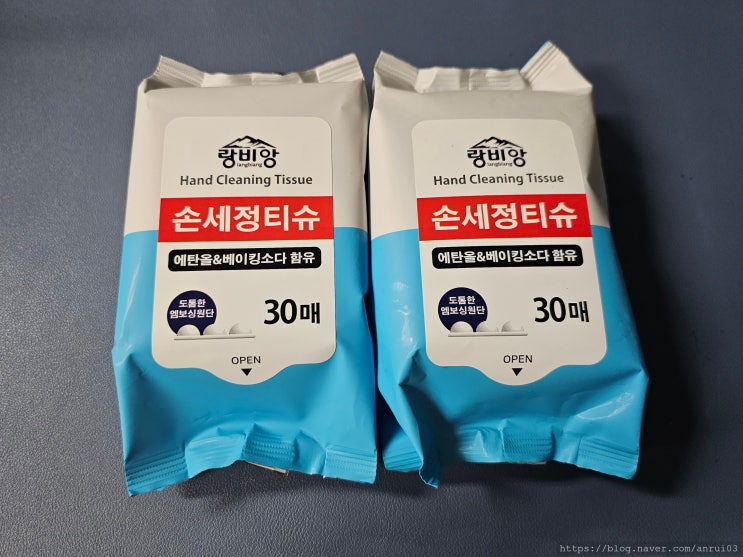 랑비앙
langbiang
Hand Cleaning Tissue
손세정티슈
에탄올&베이킹소다 함유
도톰한
엠보싱원단
30매
OPEN
랑비앙
langbiang
Hand Cleaning Tissue
손세정티슈
에탄올&베이킹소다 함유
도톰한
엠보싱원단
30매
OPEN
https://blog.naver.com/anrui03